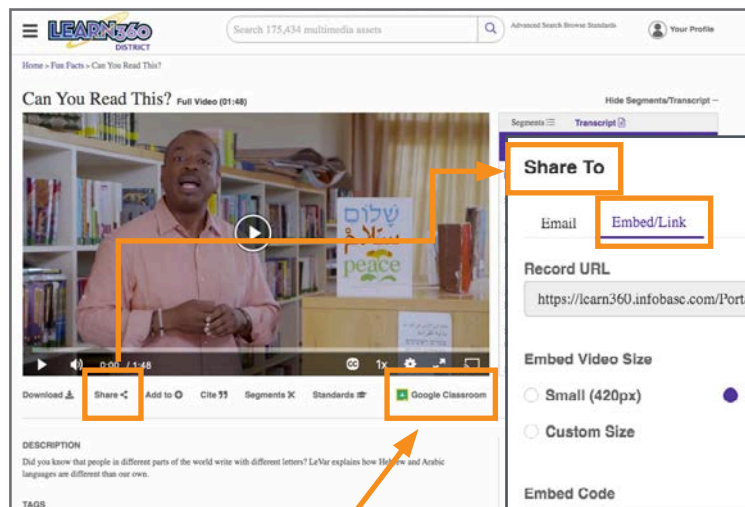 LEARN360
DISTRICT
Search 175,434 multimedia assets
Advanced Search Browse Standards
Your Profile
Home » Fun Facts » Can You Read This?
Can You Read This? Full Video (01:48)
Hide Segments/Transcript –
Segments
Transcript
שָׁלוֹם
سلام
peace
0:00 / 1:48
CC
1x
Download
Share
Add to
Cite
Segments
Standards
Google Classroom
DESCRIPTION
Did you know that people in different parts of the world write with different letters? LeVar explains how Hebrew and Arabic
languages are different than our own.
TAGS
Share To
Email
Embed/Link
Record URL
https://learn360.infobase.com/Port
Embed Video Size
Small (420px)
Custom Size
Embed Code